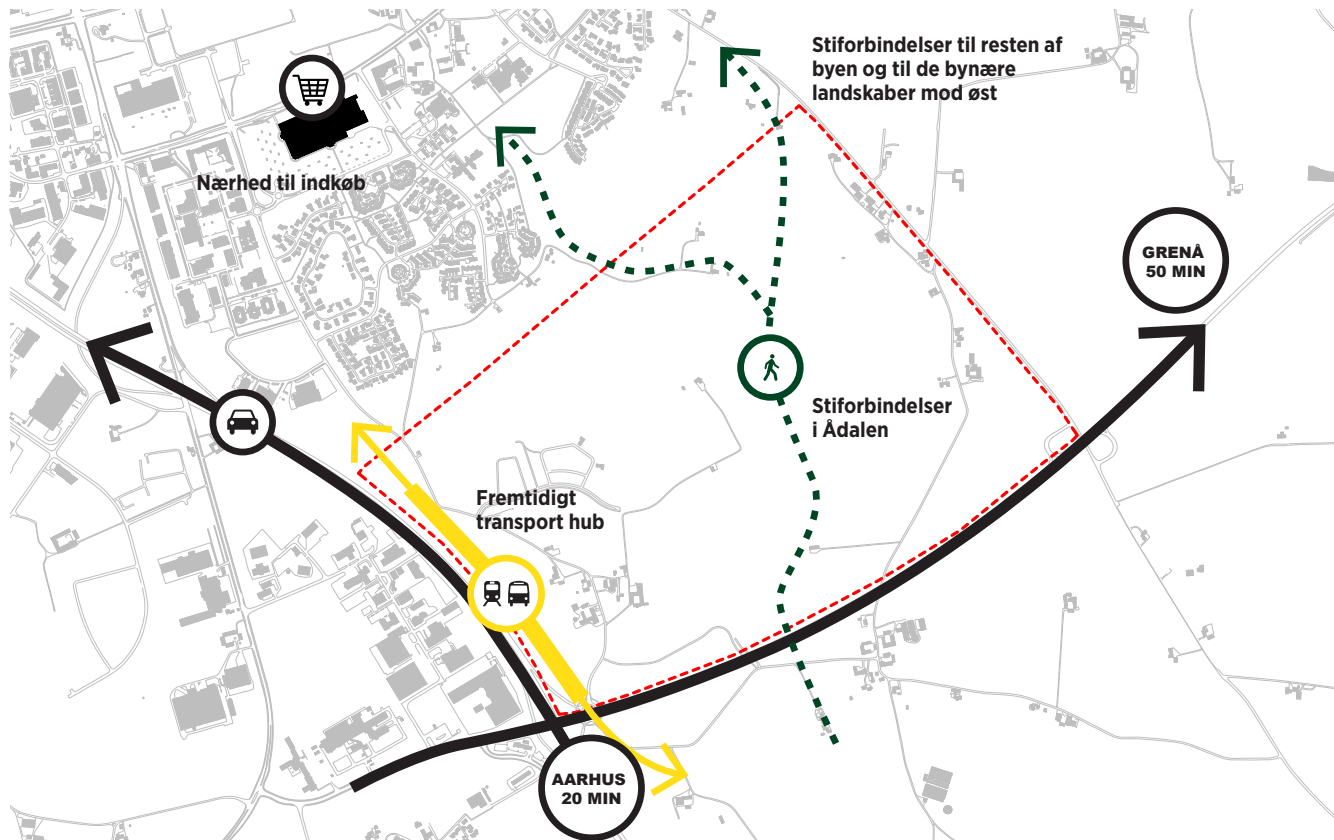 Stiforbindelser til resten af
byen og til de bynære
landskaber mod øst
Nærhed til indkøb
GRENÅ
50 MIN
Stiforbindelser
i Ådalen
Fremtidigt
transport hub
AARHUS
20 MIN